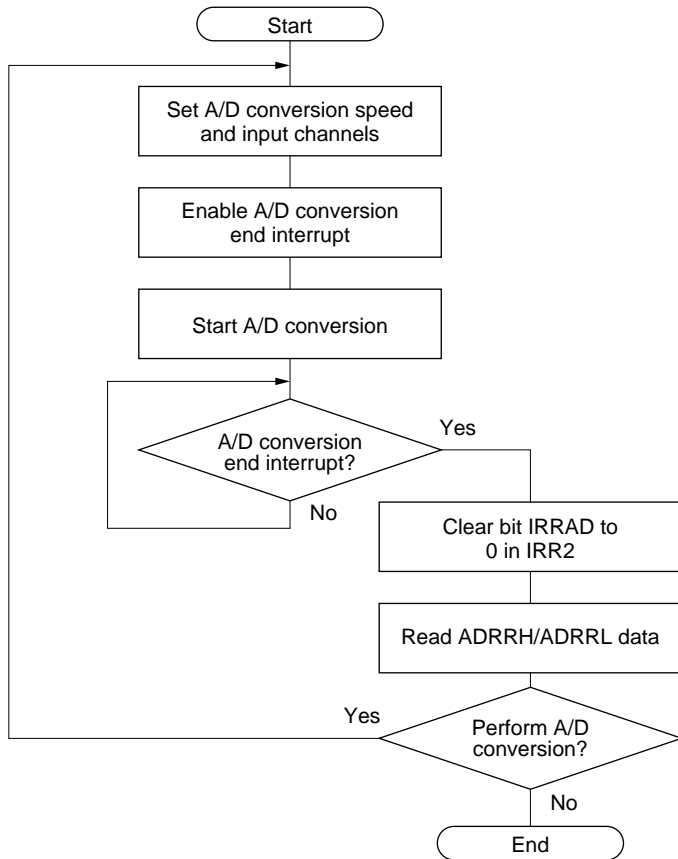 Start
Set A/D conversion speed
and input channels
Enable A/D conversion
end interrupt
Start A/D conversion
A/D conversion
end interrupt?
Yes
No
Clear bit IRRAD to
0 in IRR2
Read ADRRH/ADRRL data
Yes
Perform A/D
conversion?
No
End